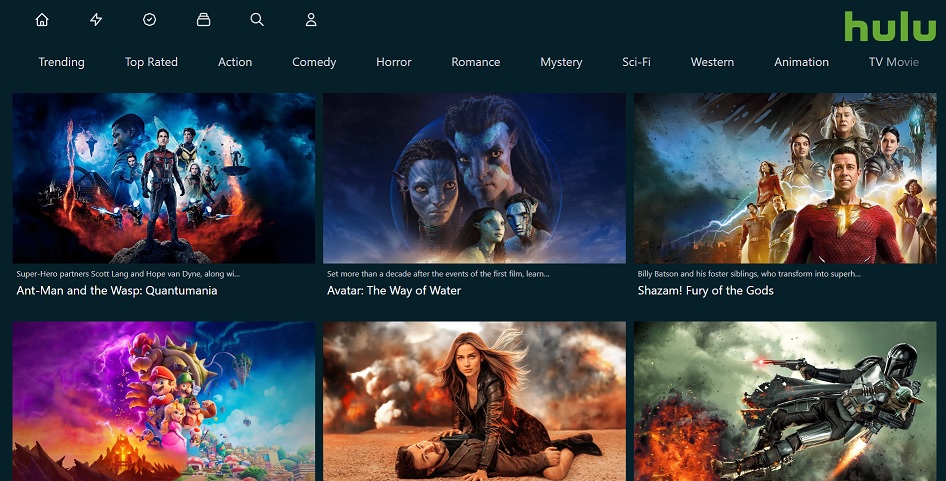 hulu
Trending Top Rated Action Comedy Horror Romance Mystery Sci-Fi Western Animation TV Movie
Super-Hero partners Scott Lang and Hope van Dyne, along wi...
Ant-Man and the Wasp: Quantumania
Set more than a decade after the events of the first film, learn...
Avatar: The Way of Water
Billy Batson and his foster siblings, who transform into superh...
Shazam! Fury of the Gods